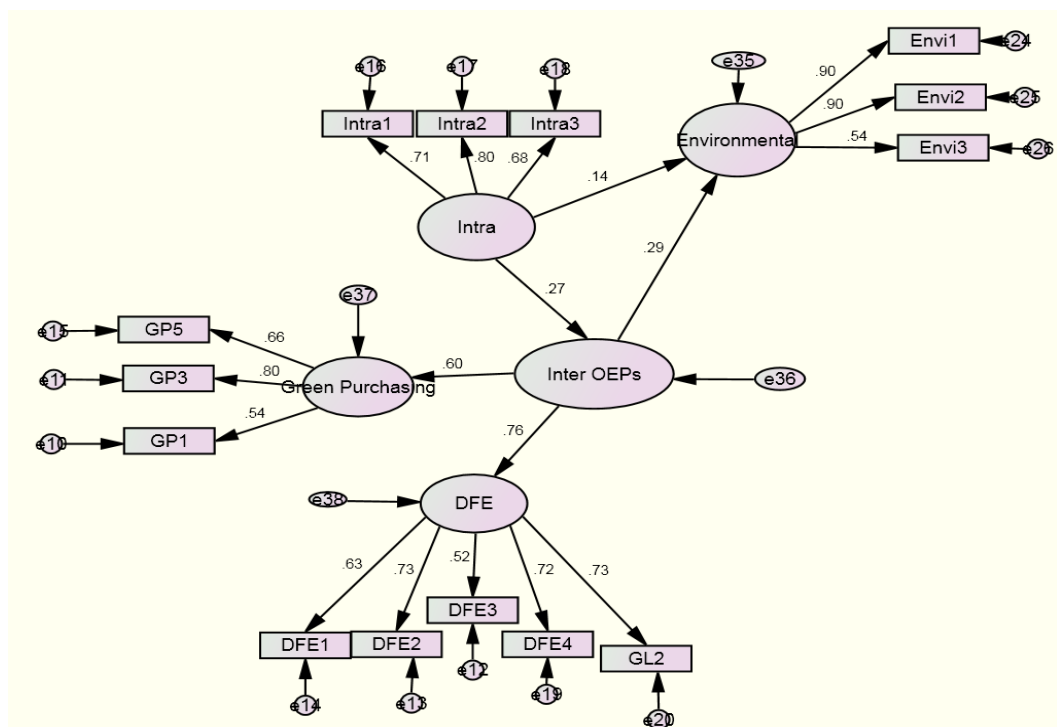 e16
e17
e18
e35
Envi1
e24
Intra1
Intra2
Intra3
.90
.90
Envi2
e25
Environmental
.71
.80
.68
.54
Envi3
e26
.14
Intra
.29
.27
e37
e15
GP5
.66
e11
GP3
.80
Green Purchasing
.60
Inter OEPs
e36
.54
e10
GP1
.76
e38
DFE
.63
.73
.52
.72
.73
DFE1
DFE2
DFE3
DFE4
GL2
e14
e13
e12
e19
e20